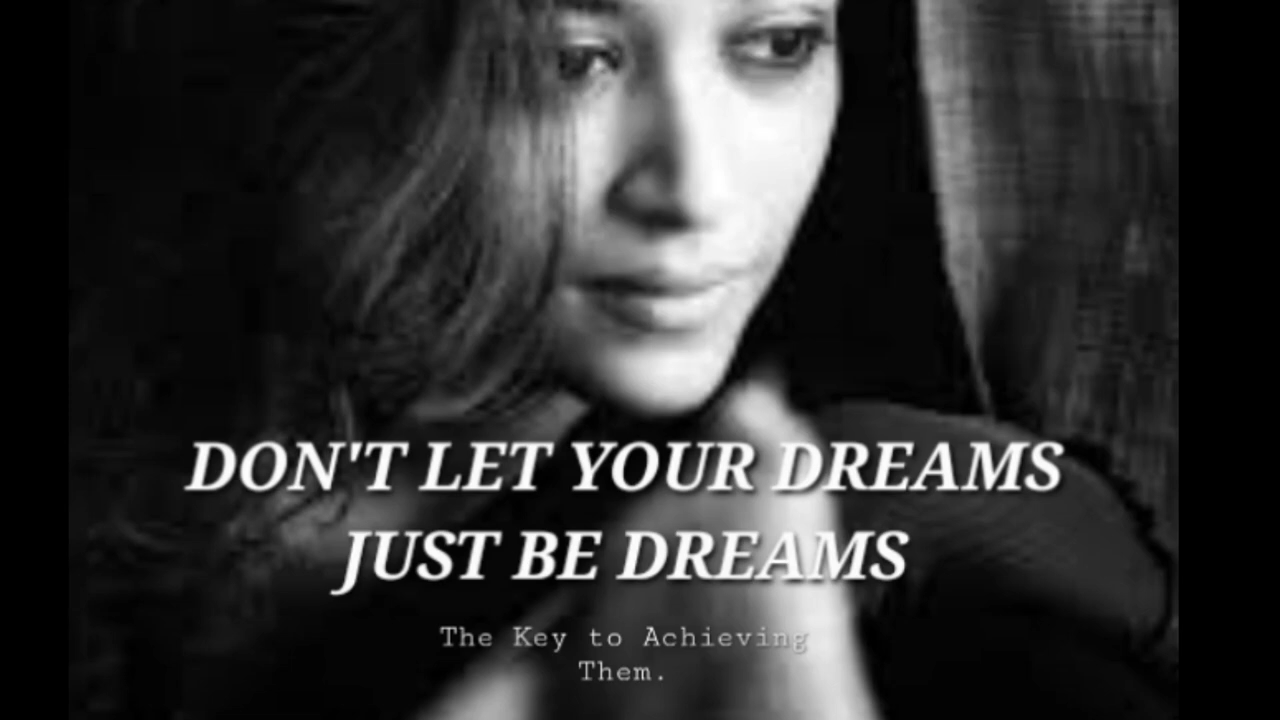 DON'T LET YOUR DREAMS
JUST BE DREAMS
The Key to Achieving
Them.